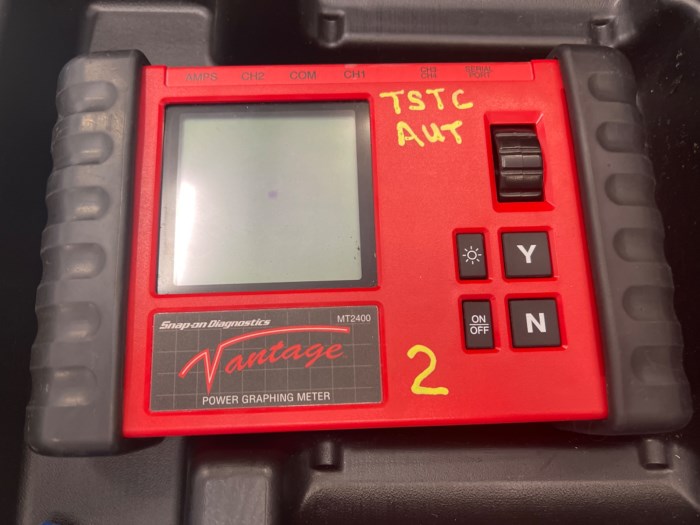 AMPS CH2 COM CH1 CH3 SERIAL
CH4 PORT
TSTC
AUT
Y
ON
OFF
N
Snap-on Diagnostics MT2400
Vantage
POWER GRAPHING METER
2